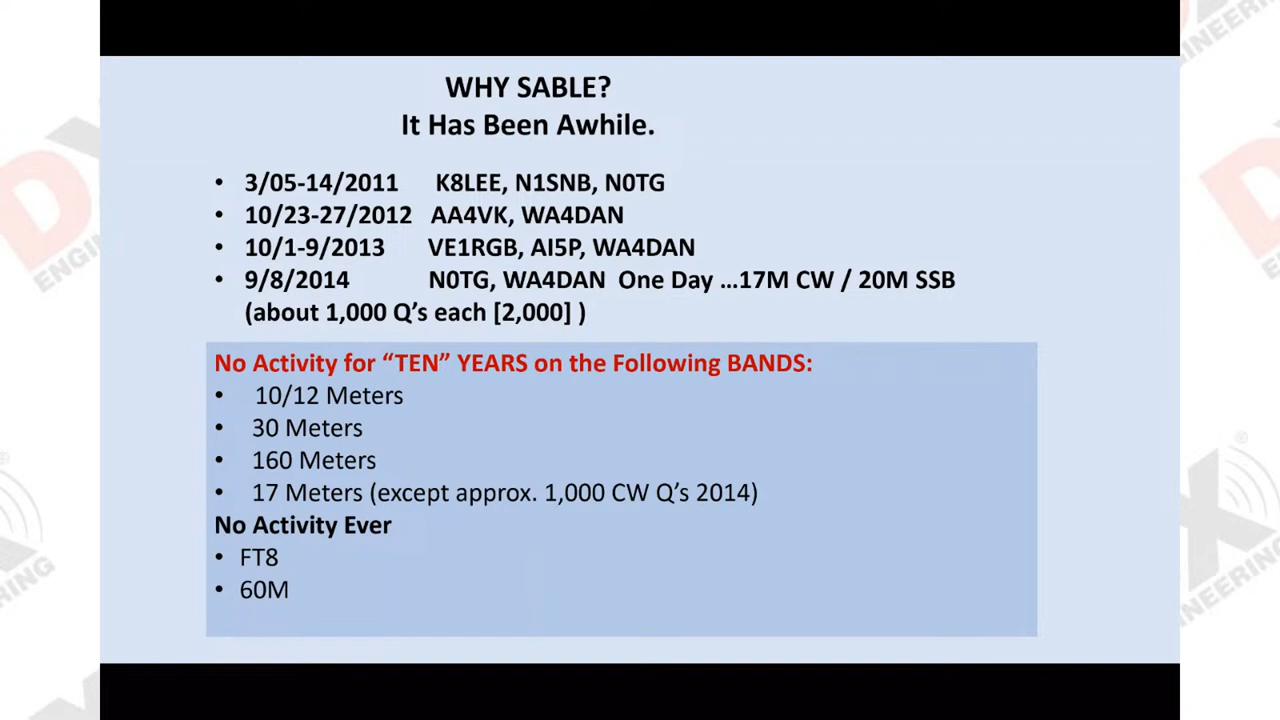 WHY SABLE?
It Has Been Awhile.
• 3/05-14/2011 K8LEE, N1SNB, N0TG
• 10/23-27/2012 AA4VK, WA4DAN
• 10/1-9/2013 VE1RGB, AI5P, WA4DAN
• 9/8/2014 N0TG, WA4DAN One Day …17M CW / 20M SSB
(about 1,000 Q’s each [2,000] )
No Activity for “TEN” YEARS on the Following BANDS:
• 10/12 Meters
• 30 Meters
• 160 Meters
• 17 Meters (except approx. 1,000 CW Q’s 2014)
No Activity Ever
• FT8
• 60M